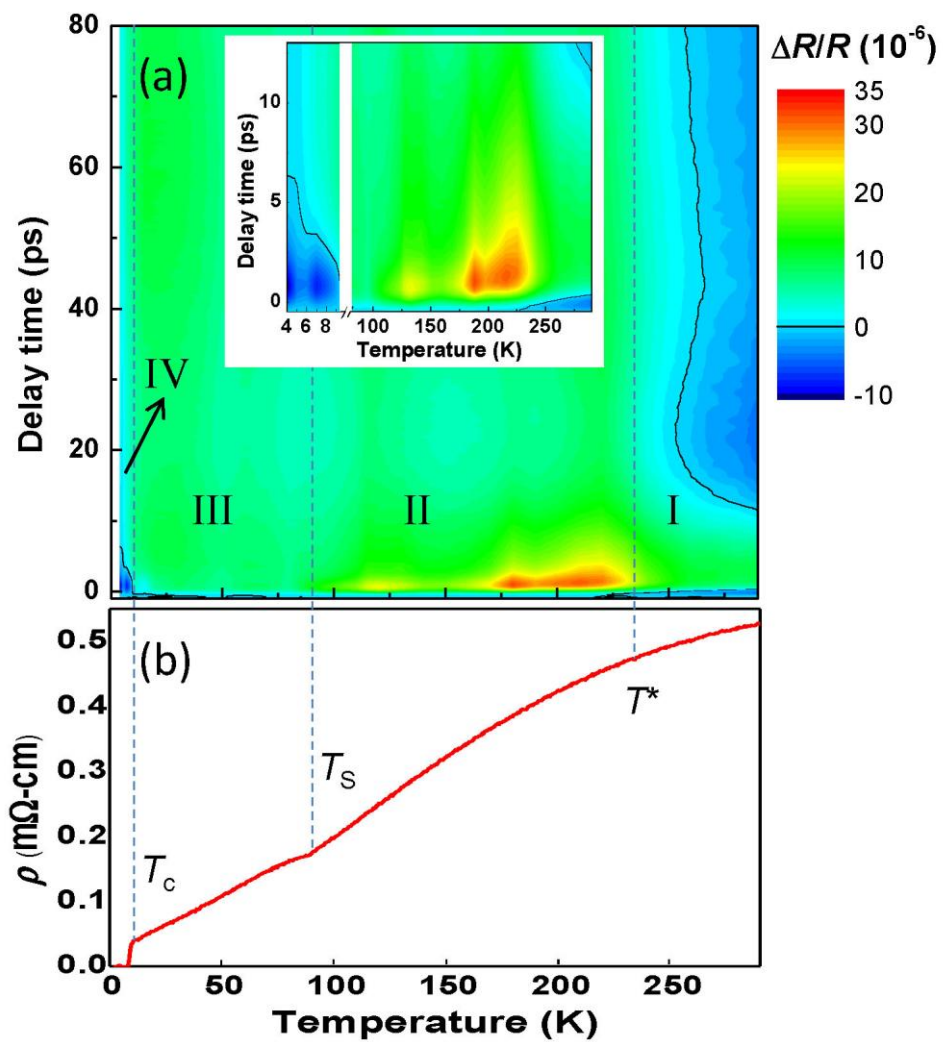 (a)
ΔR/R (10⁻⁶)
35
30
20
10
0
-10
Delay time (ps)
80
60
40
20
0
Delay time (ps)
10
5
0
4 6 8 100 150 200 250
Temperature (K)
IV
III
II
I
(b)
ρ (mΩ-cm)
0.5
0.4
0.3
0.2
0.1
0.0
T*
T_S
T_c
0 50 100 150 200 250
Temperature (K)